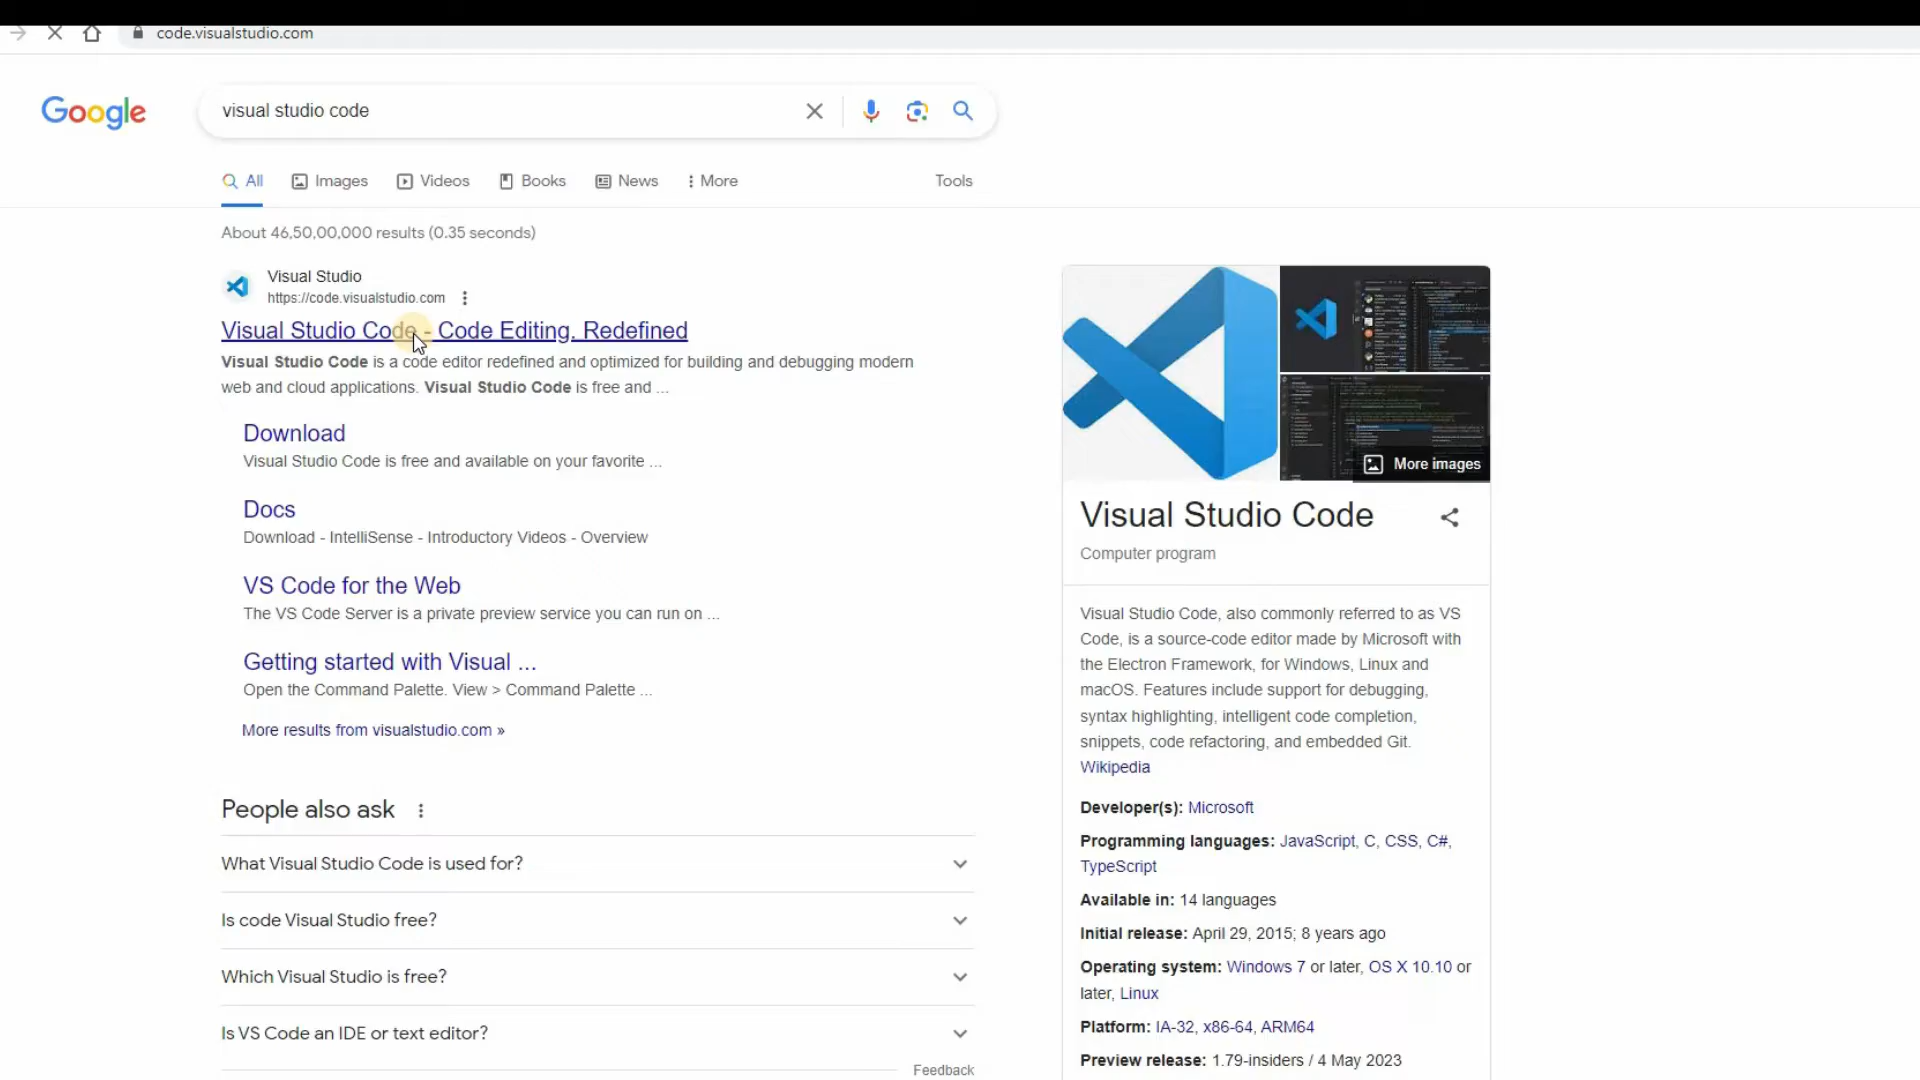 code.visualstudio.com
Google
visual studio code
All
Images
Videos
Books
News
More
Tools
About 46,50,00,000 results (0.35 seconds)
Visual Studio
https://code.visualstudio.com
Visual Studio Code - Code Editing. Redefined
Visual Studio Code is a code editor redefined and optimized for building and debugging modern
web and cloud applications. Visual Studio Code is free and ...
Download
Visual Studio Code is free and available on your favorite ...
Docs
Download - IntelliSense - Introductory Videos - Overview
VS Code for the Web
The VS Code Server is a private preview service you can run on ...
Getting started with Visual ...
Open the Command Palette. View > Command Palette ...
More results from visualstudio.com »
People also ask
What Visual Studio Code is used for?
Is code Visual Studio free?
Which Visual Studio is free?
Is VS Code an IDE or text editor?
Feedback
More images
Visual Studio Code
Computer program
Visual Studio Code, also commonly referred to as VS
Code, is a source-code editor made by Microsoft with
the Electron Framework, for Windows, Linux and
macOS. Features include support for debugging,
syntax highlighting, intelligent code completion,
snippets, code refactoring, and embedded Git.
Wikipedia
Developer(s): Microsoft
Programming languages: JavaScript, C, CSS, C#,
TypeScript
Available in: 14 languages
Initial release: April 29, 2015; 8 years ago
Operating system: Windows 7 or later, OS X 10.10 or
later, Linux
Platform: IA-32, x86-64, ARM64
Preview release: 1.79-insiders / 4 May 2023